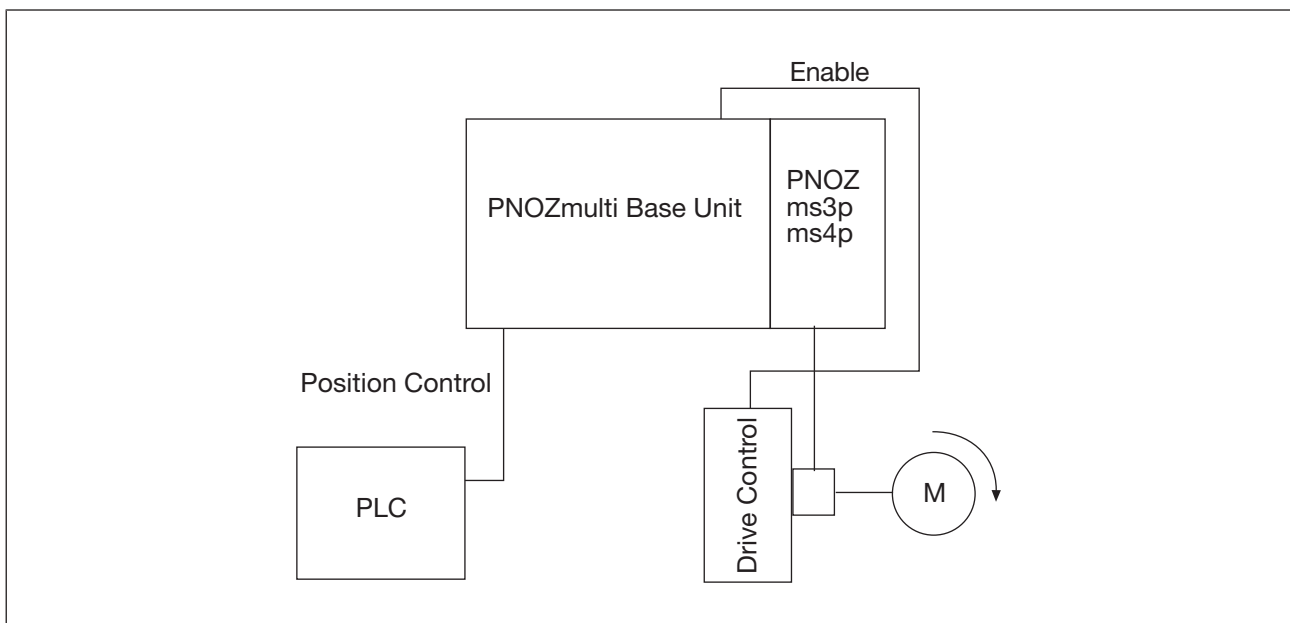 Enable
PNOZmulti Base Unit
PNOZ
ms3p
ms4p
Position Control
PLC
Drive Control
M